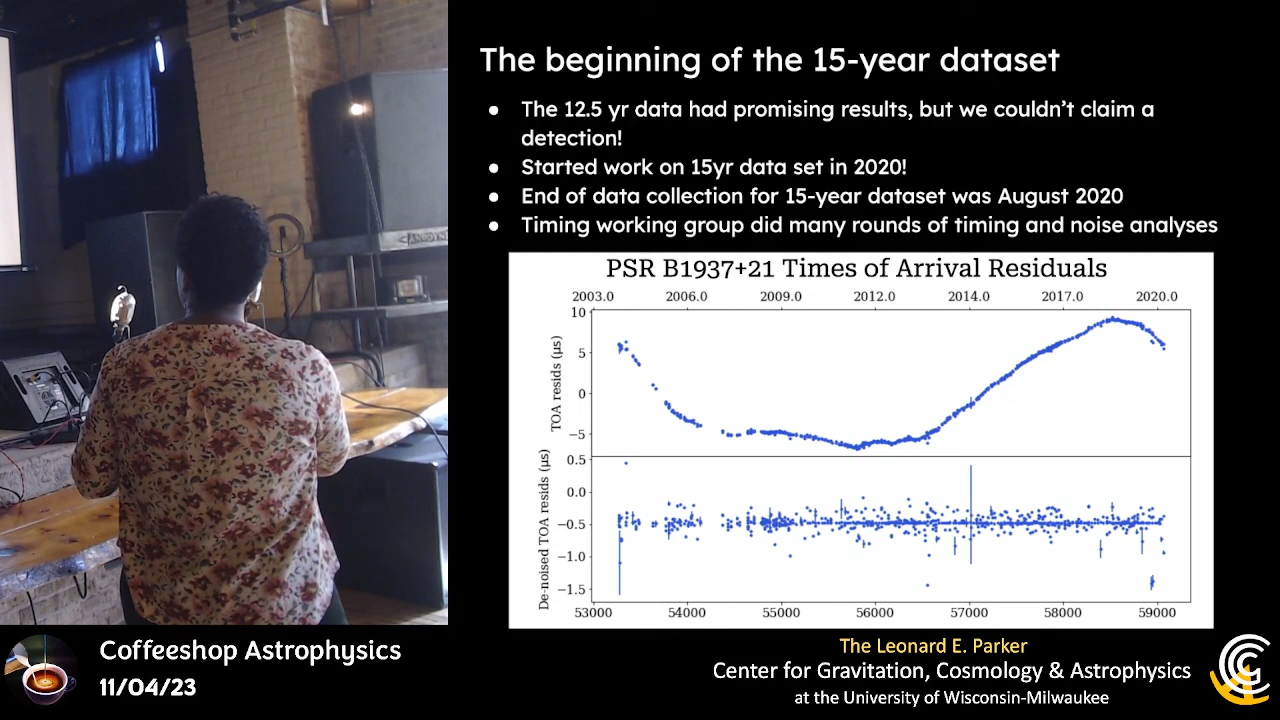 The beginning of the 15-year dataset
● The 12.5 yr data had promising results, but we couldn't claim a
detection!
● Started work on 15yr data set in 2020!
● End of data collection for 15-year dataset was August 2020
● Timing working group did many rounds of timing and noise analyses
PSR B1937+21 Times of Arrival Residuals
2003.0 2006.0 2009.0 2012.0 2014.0 2017.0 2020.0
TOA resids (μs)
10
5
0
−5
De-noised TOA resids (μs)
0.5
0.0
−0.5
−1.0
−1.5
53000 54000 55000 56000 57000 58000 59000
Coffeeshop Astrophysics
11/04/23
The Leonard E. Parker
Center for Gravitation, Cosmology & Astrophysics
at the University of Wisconsin-Milwaukee